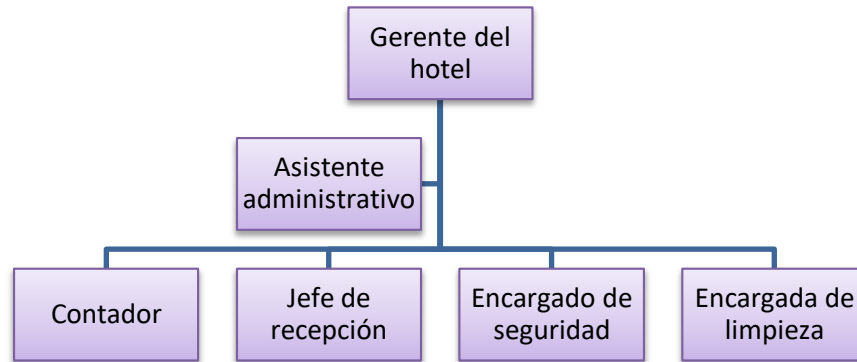 Gerente del
hotel
Asistente
administrativo
Contador
Jefe de
recepción
Encargado de
seguridad
Encargada de
limpieza